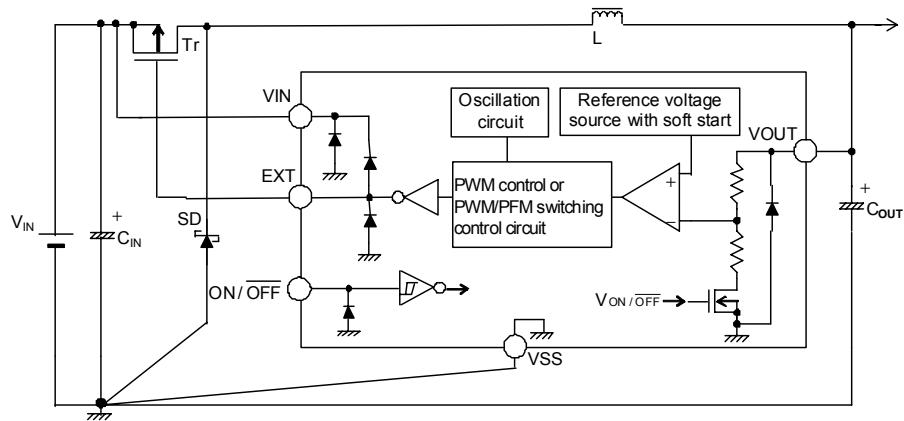 Tr
L
VIN
Oscillation
circuit
Reference voltage
source with soft start
VOUT
EXT
PWM control or
PWM/PFM switching
control circuit
+
−
VIN
+
CIN
SD
+
COUT
ON/OFF
VON/OFF
VSS